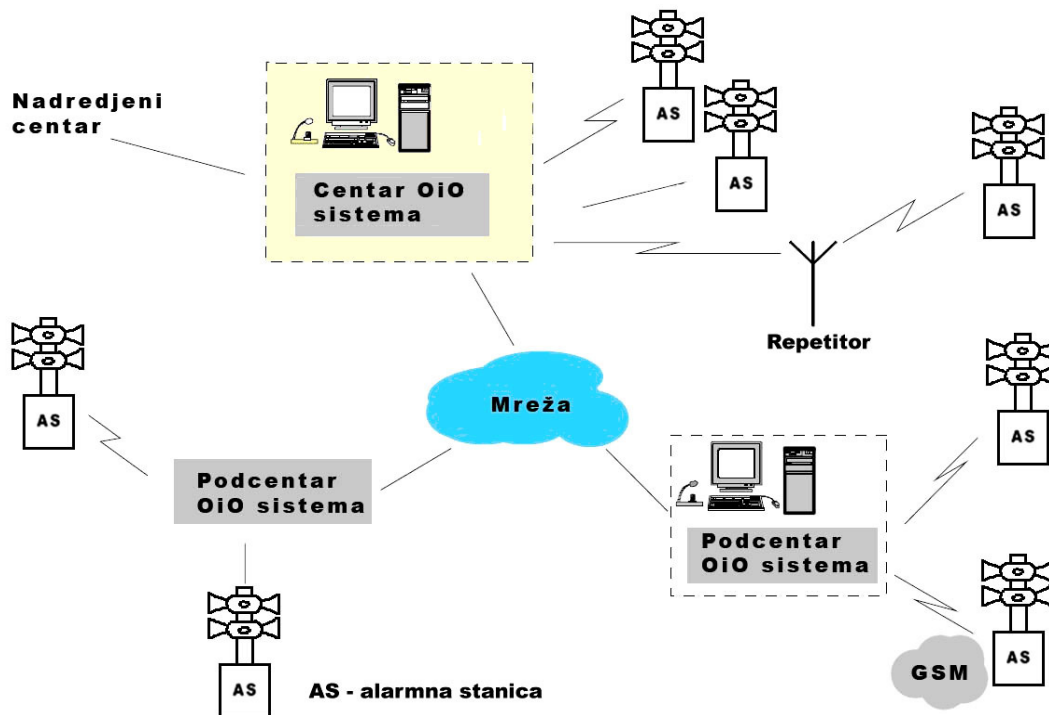 Nadredjeni
centar
Centar OiO
sistema
AS
AS
AS
Repetitor
AS
Mreža
AS
Podcentar
OiO sistema
Podcentar
OiO sistema
GSM
AS
AS
AS - alarmna stanica